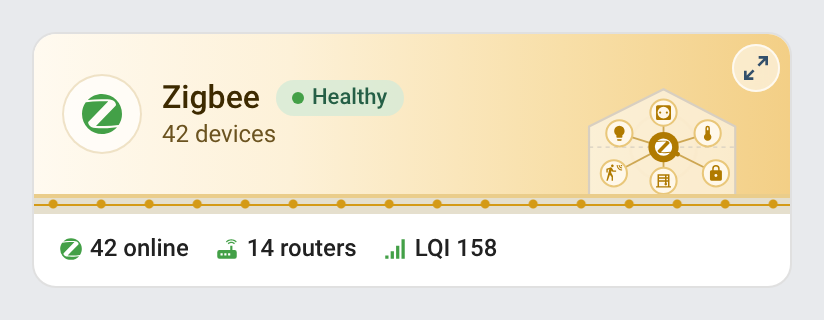 Zigbee
Healthy
42 devices
42 online
14 routers
LQI 158